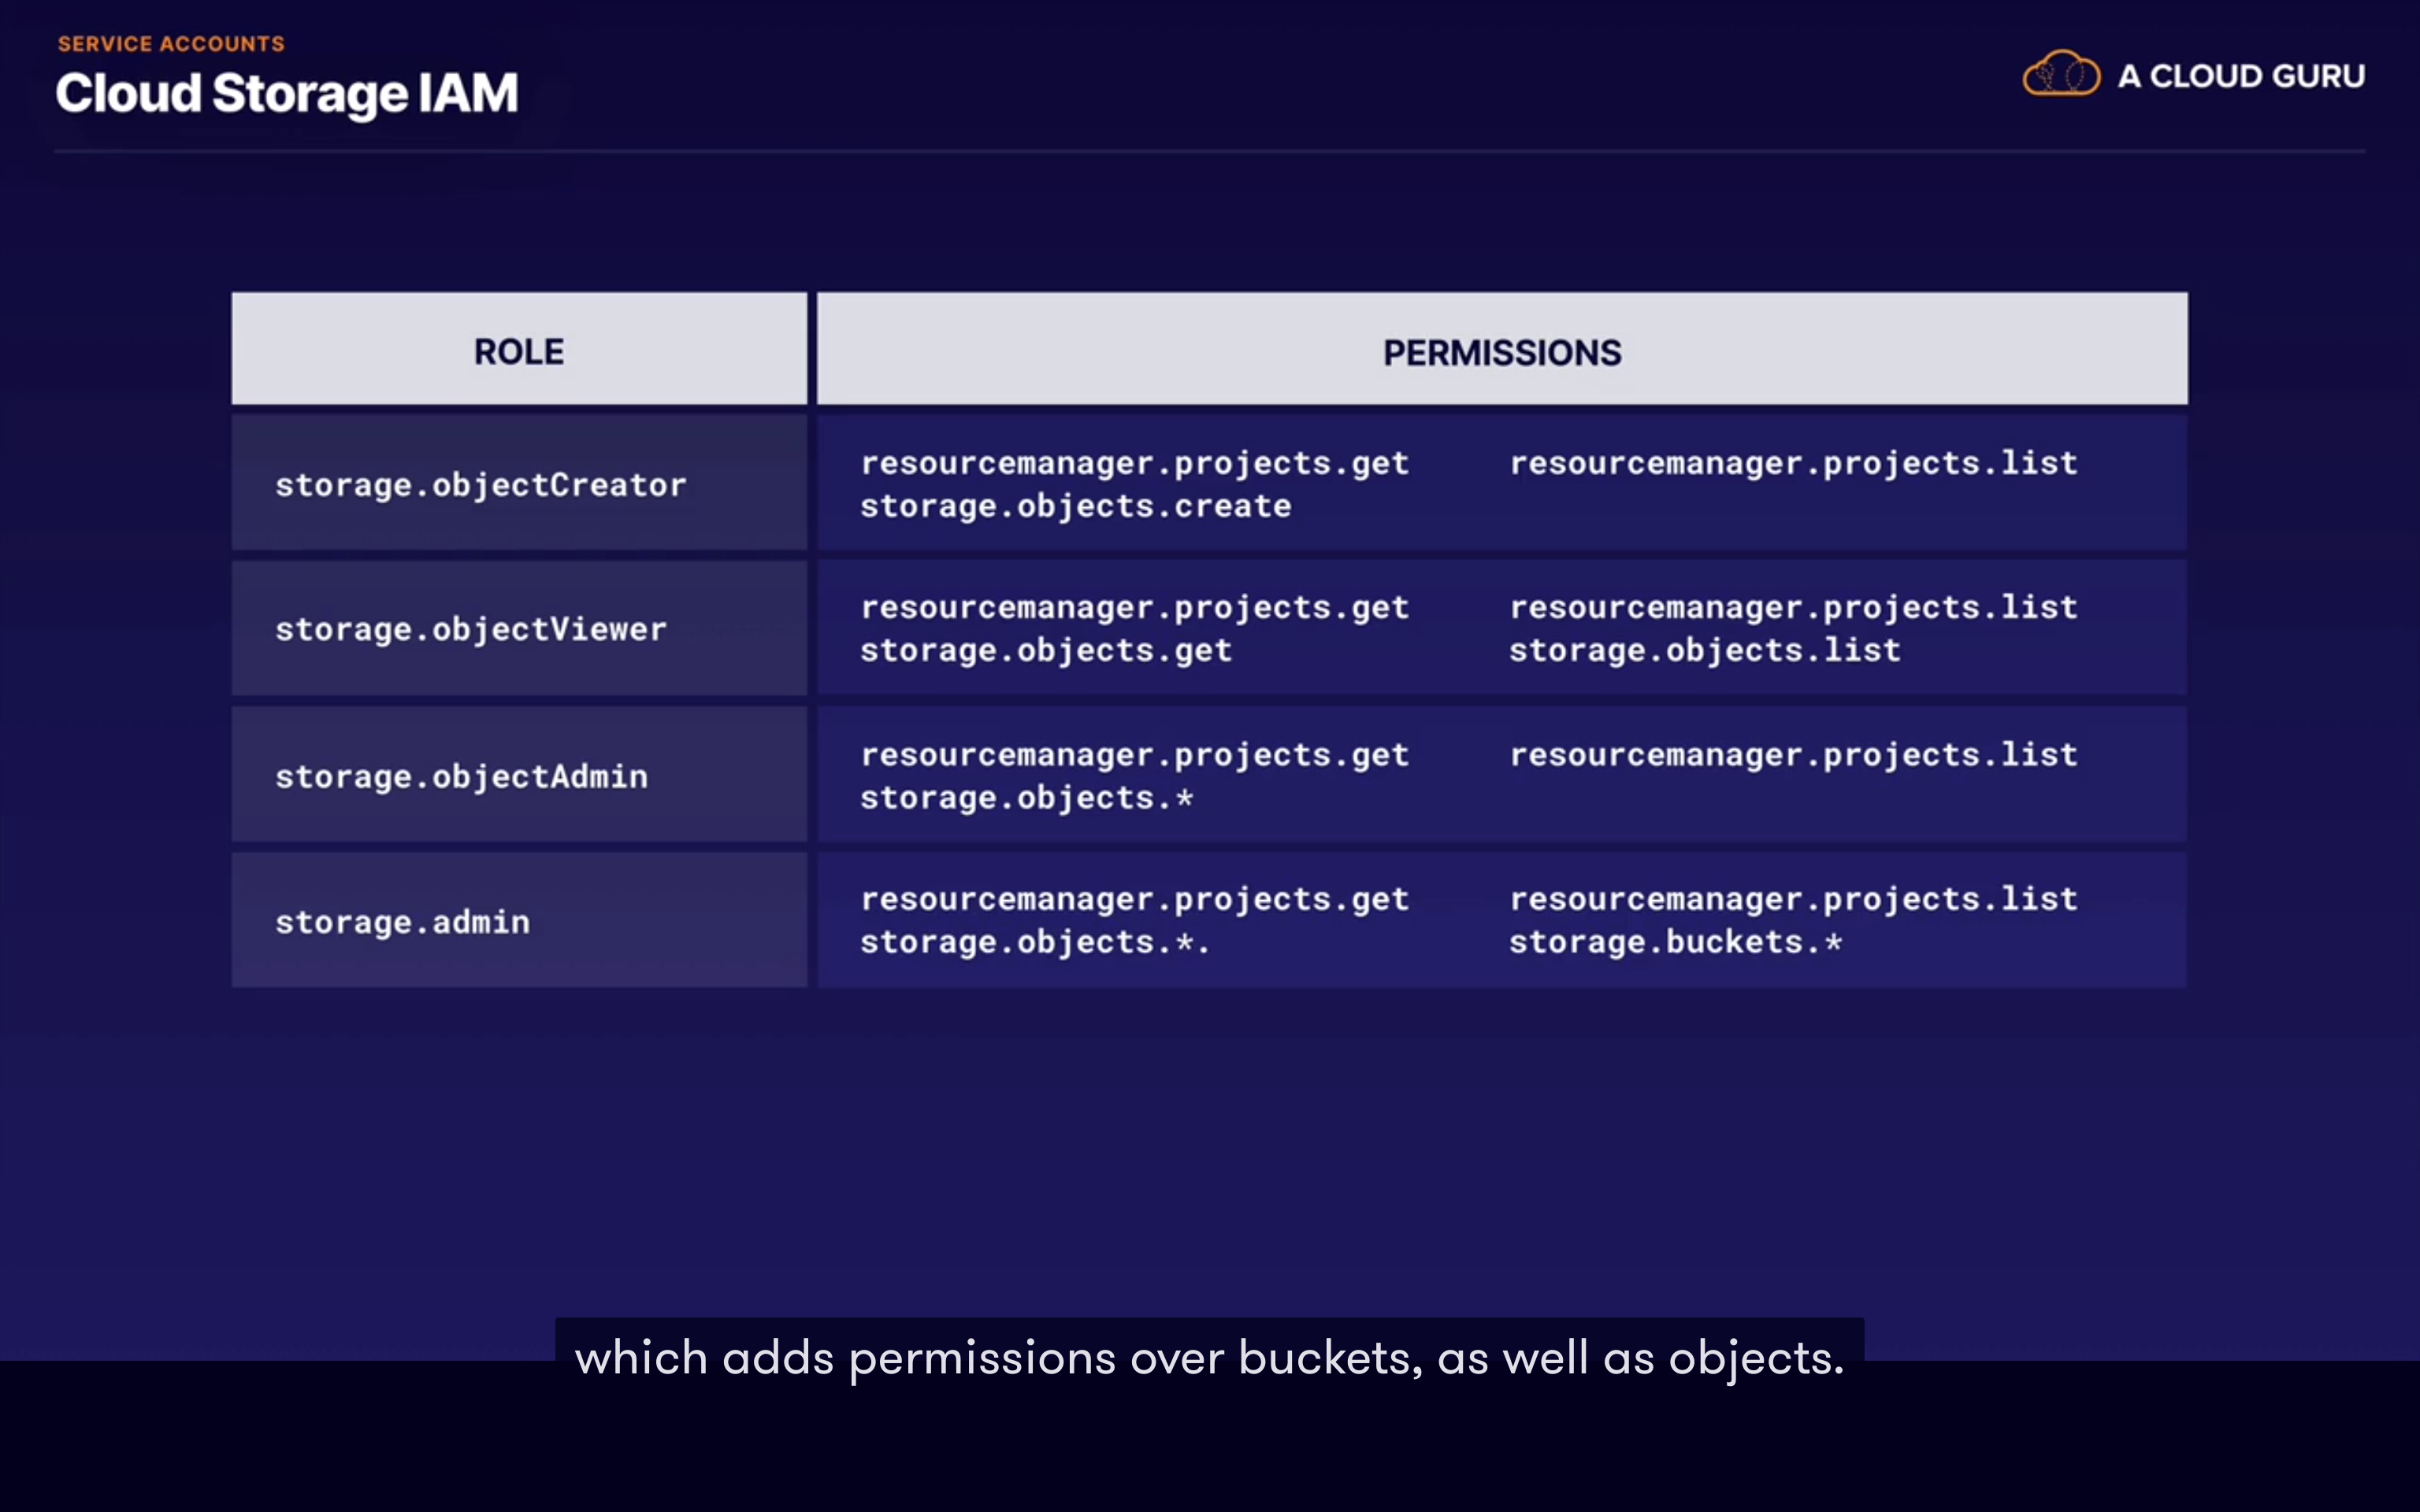 SERVICE ACCOUNTS
Cloud Storage IAM
A CLOUD GURU
ROLE
PERMISSIONS
storage.objectCreator
resourcemanager.projects.get resourcemanager.projects.list
storage.objects.create
storage.objectViewer
resourcemanager.projects.get resourcemanager.projects.list
storage.objects.get storage.objects.list
storage.objectAdmin
resourcemanager.projects.get resourcemanager.projects.list
storage.objects.*
storage.admin
resourcemanager.projects.get resourcemanager.projects.list
storage.objects.*. storage.buckets.*
which adds permissions over buckets, as well as objects.